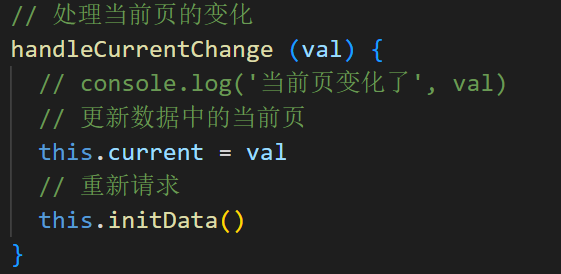 // 处理当前页的变化
handleCurrentChange (val) {
// console.log('当前页变化了', val)
// 更新数据中的当前页
this.current = val
// 重新请求
this.initData()
}